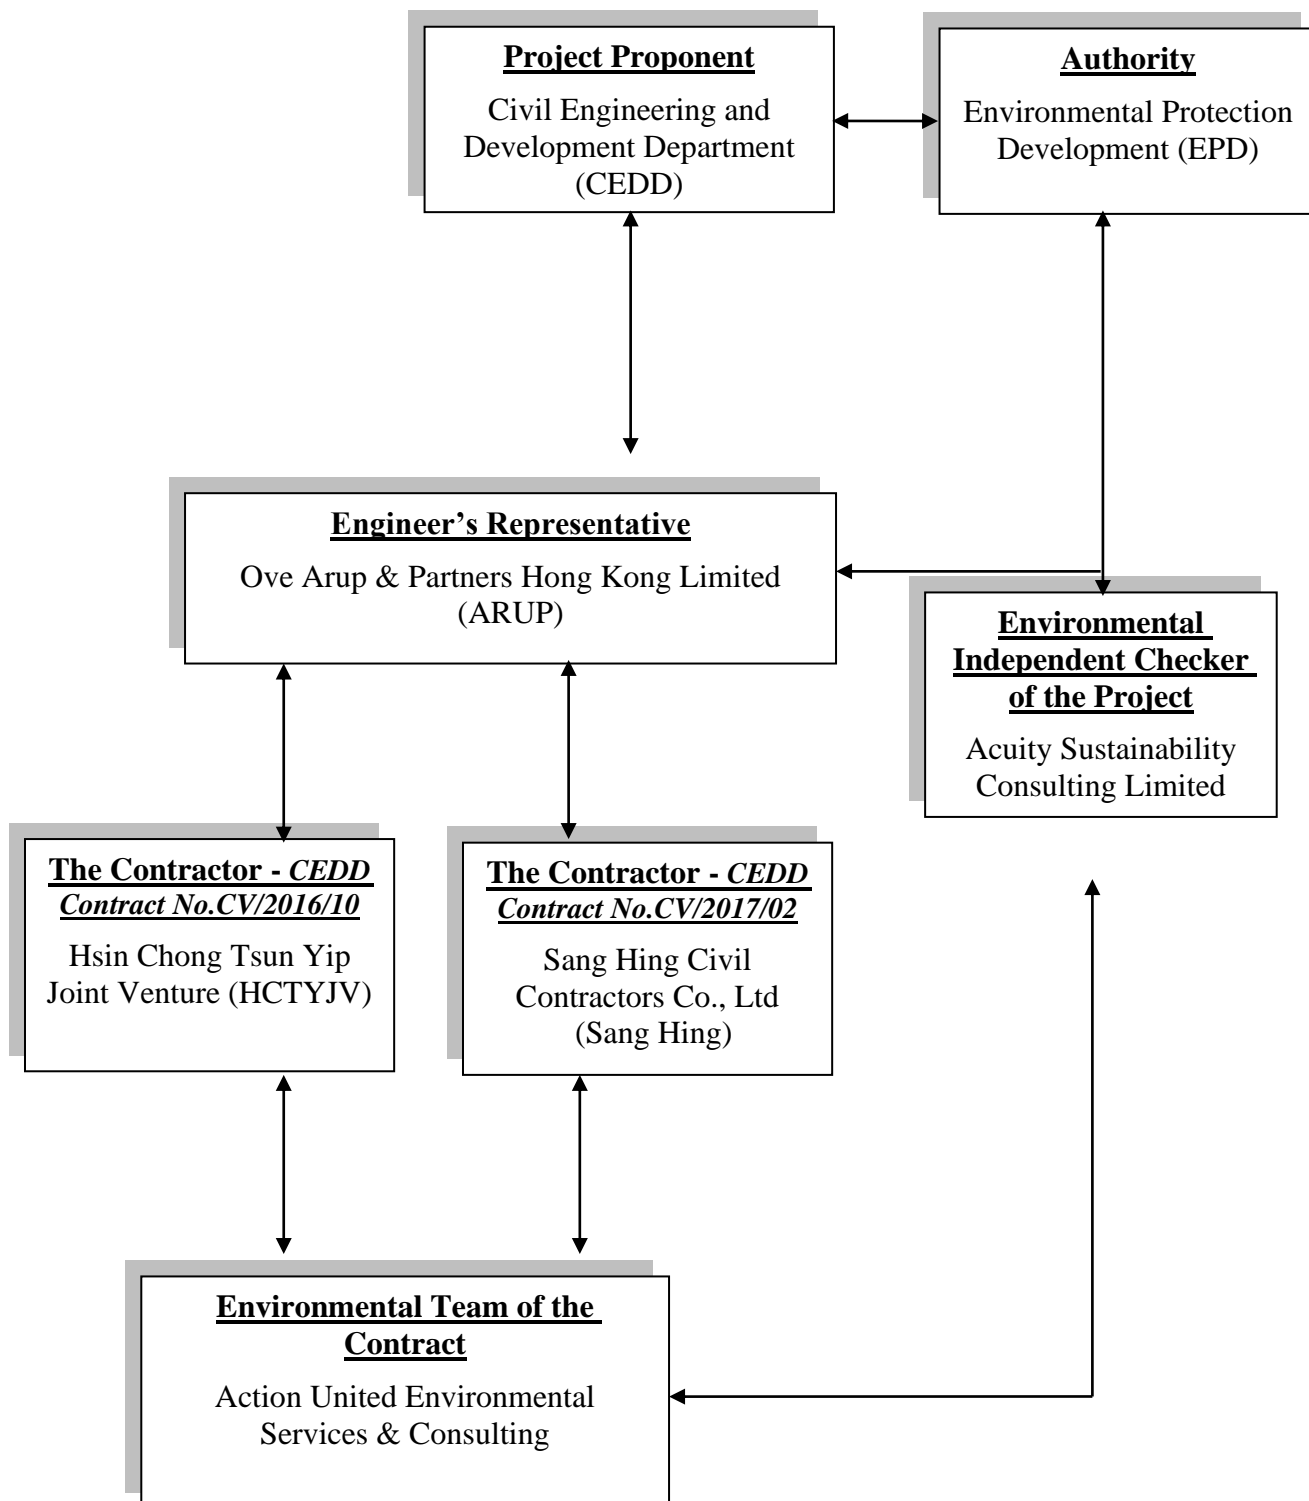 Project Proponent
Civil Engineering and
Development Department
(CEDD)
Authority
Environmental Protection
Development (EPD)
Engineer’s Representative
Ove Arup & Partners Hong Kong Limited
(ARUP)
Environmental
Independent Checker
of the Project
Acuity Sustainability
Consulting Limited
The Contractor - CEDD
Contract No.CV/2016/10
Hsin Chong Tsun Yip
Joint Venture (HCTYJV)
The Contractor - CEDD
Contract No.CV/2017/02
Sang Hing Civil
Contractors Co., Ltd
(Sang Hing)
Environmental Team of the
Contract
Action United Environmental
Services & Consulting